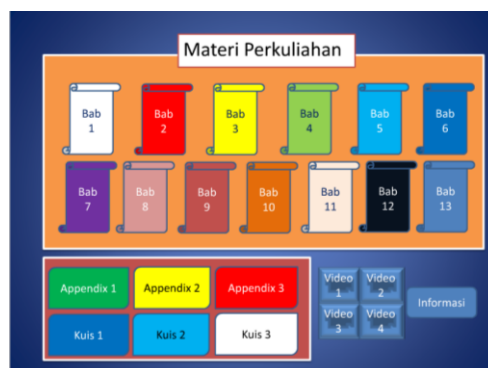 Materi Perkuliahan
Bab 1
Bab 2
Bab 3
Bab 4
Bab 5
Bab 6
Bab 7
Bab 8
Bab 9
Bab 10
Bab 11
Bab 12
Bab 13
Appendix 1
Appendix 2
Appendix 3
Kuis 1
Kuis 2
Kuis 3
Video 1
Video 2
Video 3
Video 4
Informasi